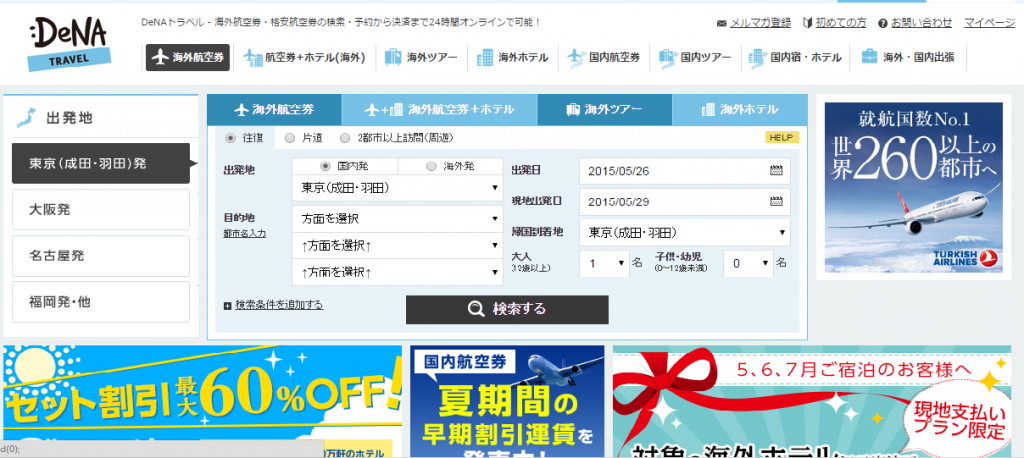 :DeNA
TRAVEL
DeNAトラベル - 海外航空券・格安航空券の検索・予約から決済まで24時間オンラインで可能！
メルマガ登録
初めての方
お問い合わせ
マイページ
海外航空券
航空券+ホテル(海外)
海外ツアー
海外ホテル
国内航空券
国内ツアー
国内宿・ホテル
海外・国内出張
出発地
東京(成田・羽田)発
大阪発
名古屋発
福岡発・他
海外航空券
海外航空券+ホテル
海外ツアー
海外ホテル
往復
片道
2都市以上訪問(周遊)
HELP
出発地
国内発
海外発
東京(成田・羽田)
目的地
都市名入力
方面を選択
↑方面を選択↑
↑方面を選択↑
出発日
2015/05/26
現地出発日
2015/05/29
帰国到着地
東京(成田・羽田)
大人
(12歳以上)
1
名
子供・幼児
(0～12歳未満)
0
名
検索条件を追加する
検索する
就航国数No.1
世界260以上の都市へ
TURKISH
AIRLINES
セット割引最大60%OFF!
万軒のホテル
d(0);
国内航空券
夏期間の
早期割引運賃を
発売中!
5、6、7月ご宿泊のお客様へ
現地支払い
プラン限定
対象の海外ホテル